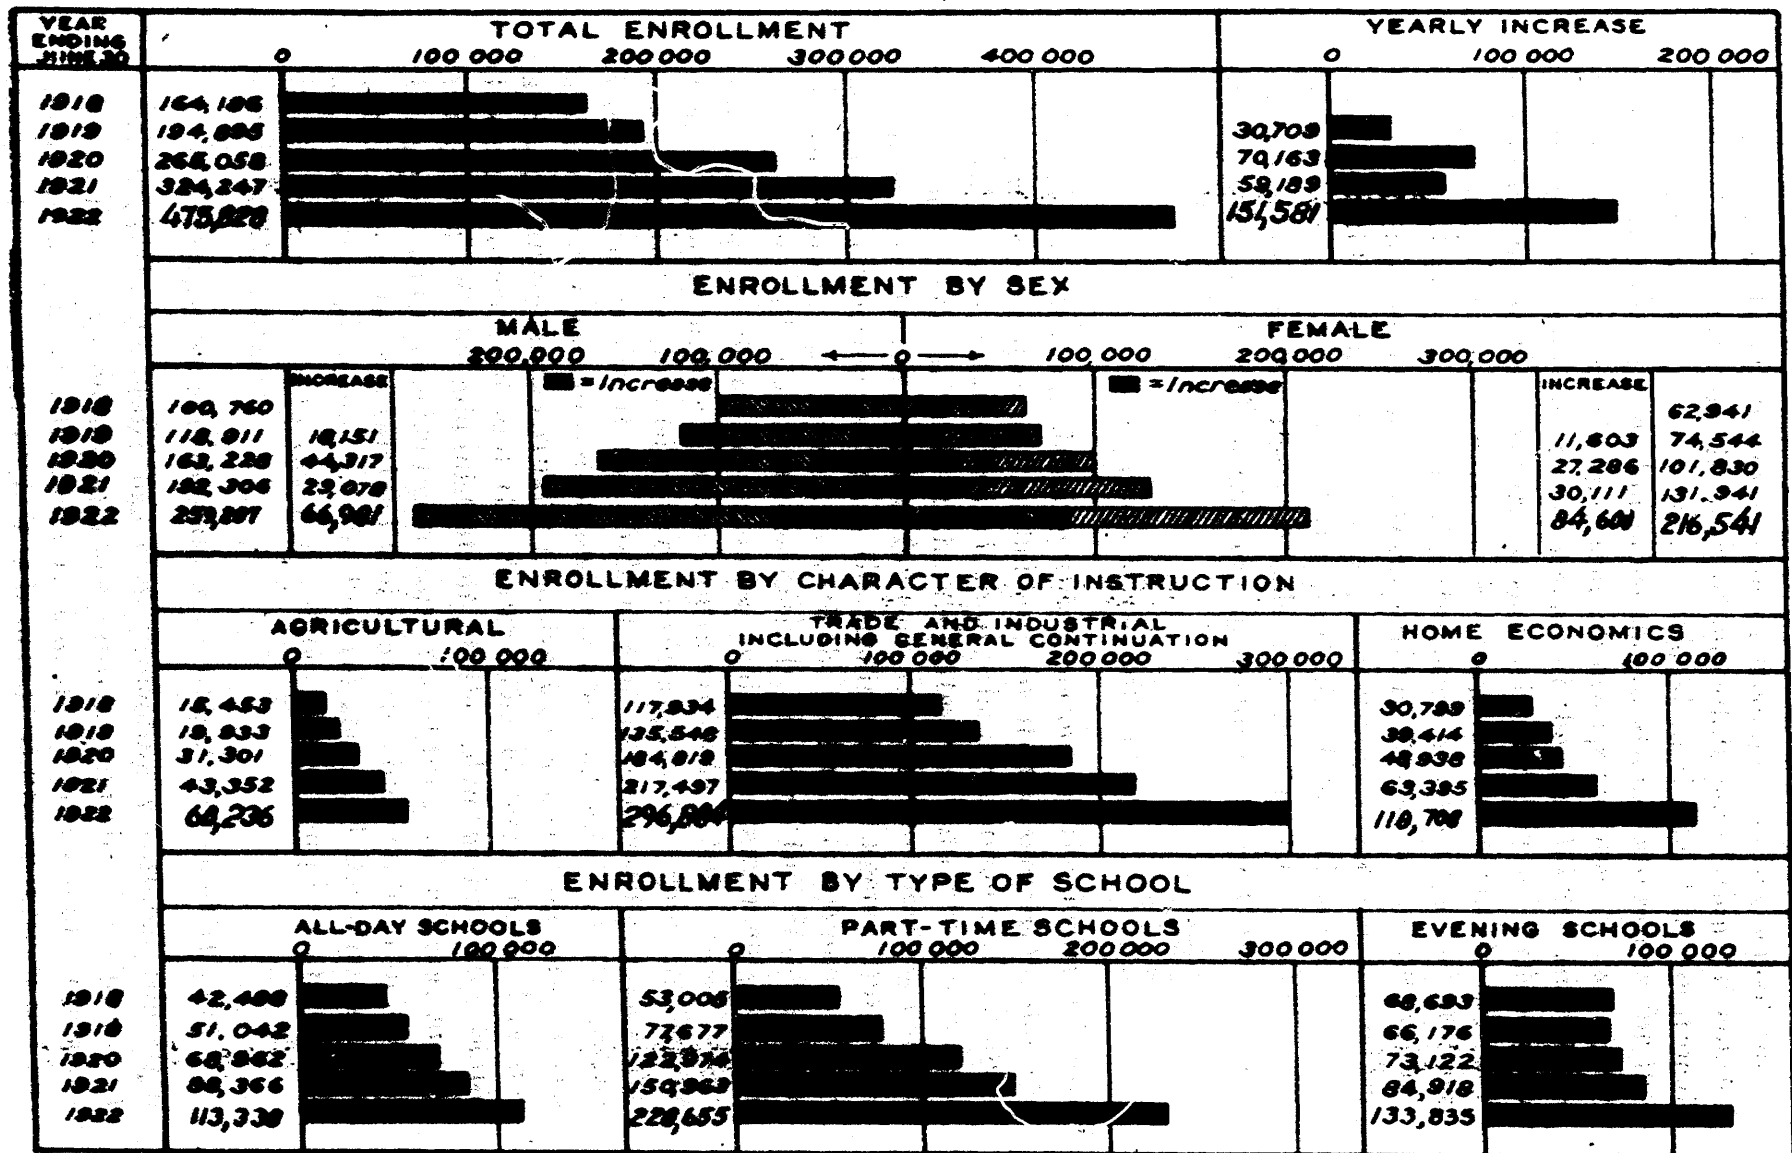 YEAR ENDING JUNE 30
TOTAL ENROLLMENT
YEARLY INCREASE
0 100 000 200 000 300 000 400 000 0 100 000 200 000
1918 164,186
1919 194,895 30,709
1920 265,058 70,163
1921 324,247 59,189
1922 475,828 151,581
ENROLLMENT BY SEX
MALE FEMALE
200,000 100,000 0 100,000 200,000 300,000
INCREASE = Increase = Increase INCREASE
1918 100,760 62,941
1919 118,911 18,151 11,603 74,544
1920 163,228 44,317 27,286 101,830
1921 192,306 29,078 30,111 131,941
1922 259,287 66,981 216,541
ENROLLMENT BY CHARACTER OF INSTRUCTION
AGRICULTURAL TRADE AND INDUSTRIAL INCLUDING GENERAL CONTINUATION HOME ECONOMICS
0 100 000 0 100 000 200 000 300 000 0 100 000
1918 15,453 117,934 30,799
1919 19,933 135,548 39,414
1920 31,301 184,819 48,938
1921 43,352 217,497 63,395
1922 60,236 296,884 118,708
ENROLLMENT BY TYPE OF SCHOOL
ALL-DAY SCHOOLS PART-TIME SCHOOLS EVENING SCHOOLS
0 100 000 0 100 000 200 000 300 000 0 100 000
1918 42,488 53,005 68,693
1919 51,042 77,677 66,176
1920 68,962 122,974 73,122
1921 88,366 150,963 84,918
1922 113,338 228,655 133,835